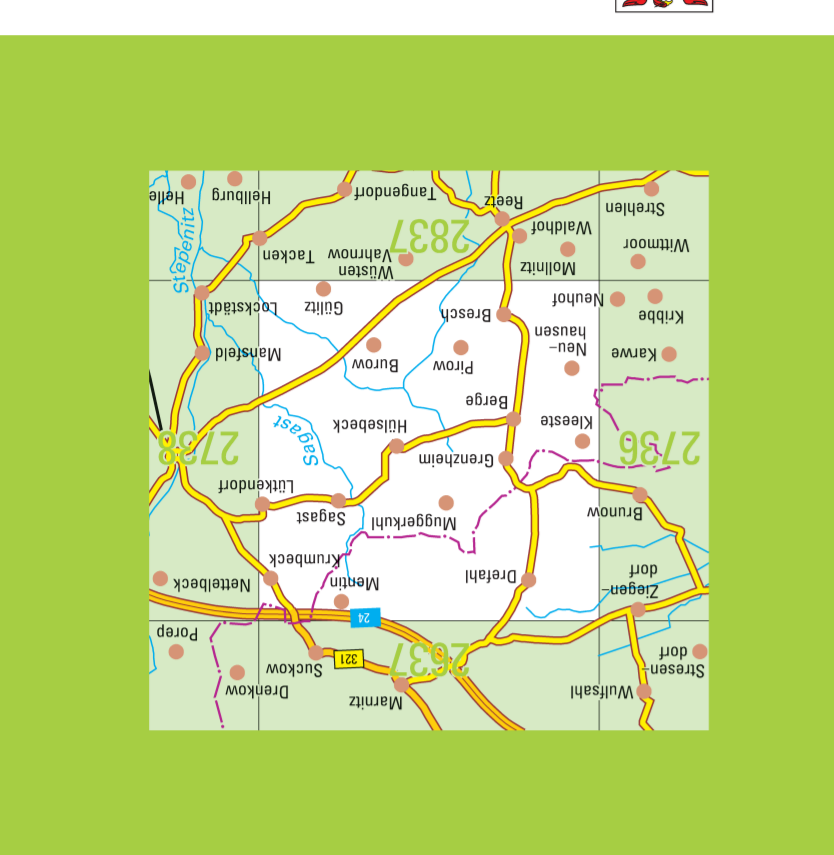 Wulfsahl
Marnitz
Drenkow
Stresen-
dorf
2637
321
Suckow
Porep
24
Ziegen-
dorf
Drefahl
Mentin
Krumbeck
Nettelbeck
Brunow
Muggerkuhl
Sagast
Lütkendorf
2736
Grenzheim
Sagast
2738
Kleeste
Hülsebeck
Berge
Karwe
Pirow
Burow
Mansfeld
Neu-
hausen
Kribbe
Bresch
Gülitz
Lockstädt
Neuhof
Mollnitz
Wüsten
Vahrnow
Tacken
Stepenitz
Wittmoor
2837
Waldhof
Strehlen
Reetz
Tangendorf
Hellburg
Helle